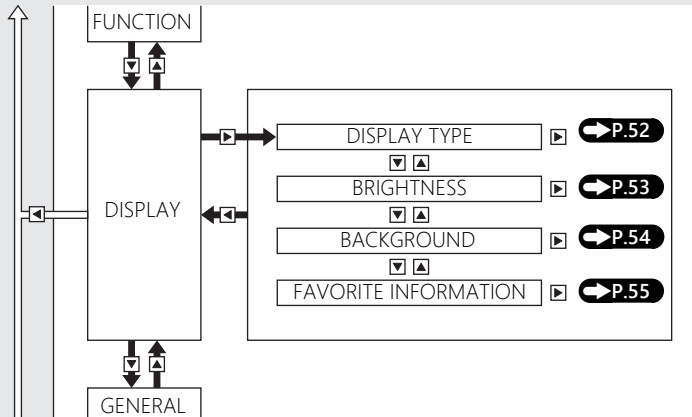 FUNCTION
DISPLAY
DISPLAY TYPE
P.52
BRIGHTNESS
P.53
BACKGROUND
P.54
FAVORITE INFORMATION
P.55
GENERAL